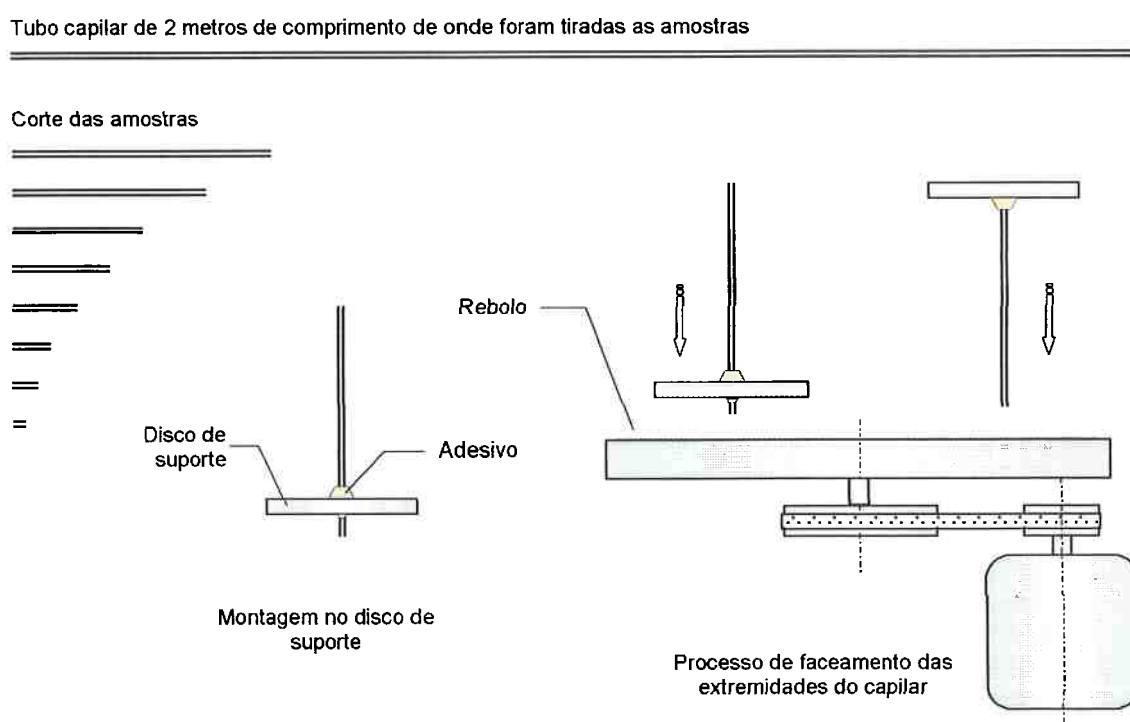 Tubo capilar de 2 metros de comprimento de onde foram tiradas as amostras
Corte das amostras
Rebolo
Disco de
suporte
Adesivo
Montagem no disco de
suporte
Processo de faceamento das
extremidades do capilar